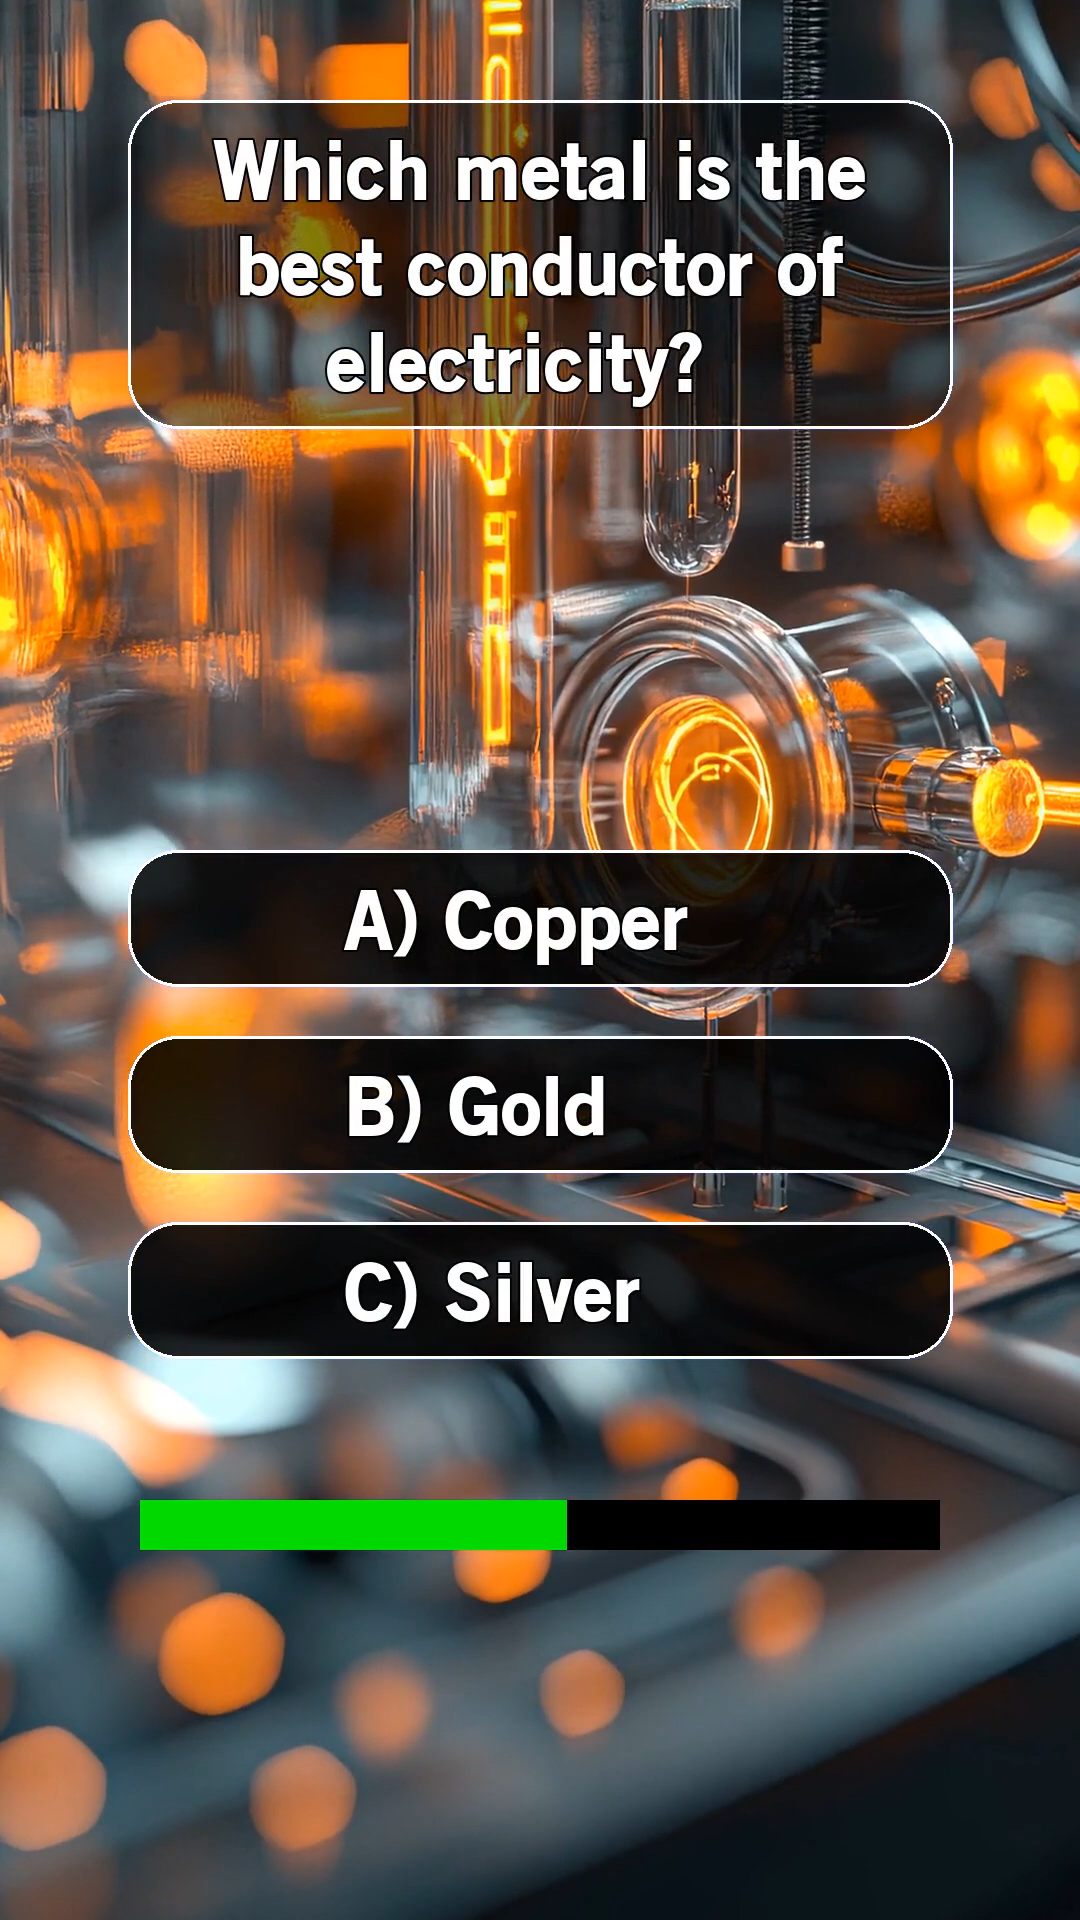 Which metal is the
best conductor of
electricity?
A) Copper
B) Gold
C) Silver